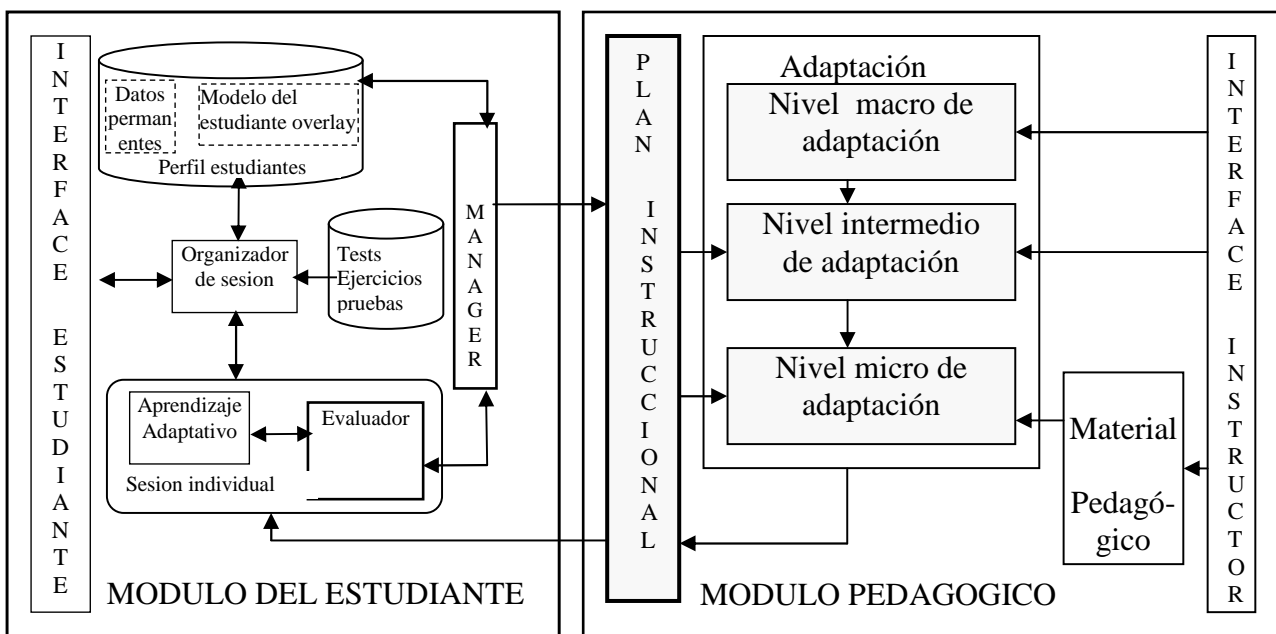 INTERFACE ESTUDIANTE
Datos
perman
entes
Modelo del
estudiante overlay
Perfil estudiantes
Organizador
de sesion
Tests
Ejercicios
pruebas
MANAGER
Aprendizaje
Adaptativo
Evaluador
Sesion individual
MODULO DEL ESTUDIANTE
PLAN INSTRUCCIONAL
Adaptación
Nivel macro de
adaptación
Nivel intermedio
de adaptación
Nivel micro de
adaptación
Material
Pedagó-
gico
INTERFACE INSTRUCTOR
MODULO PEDAGOGICO